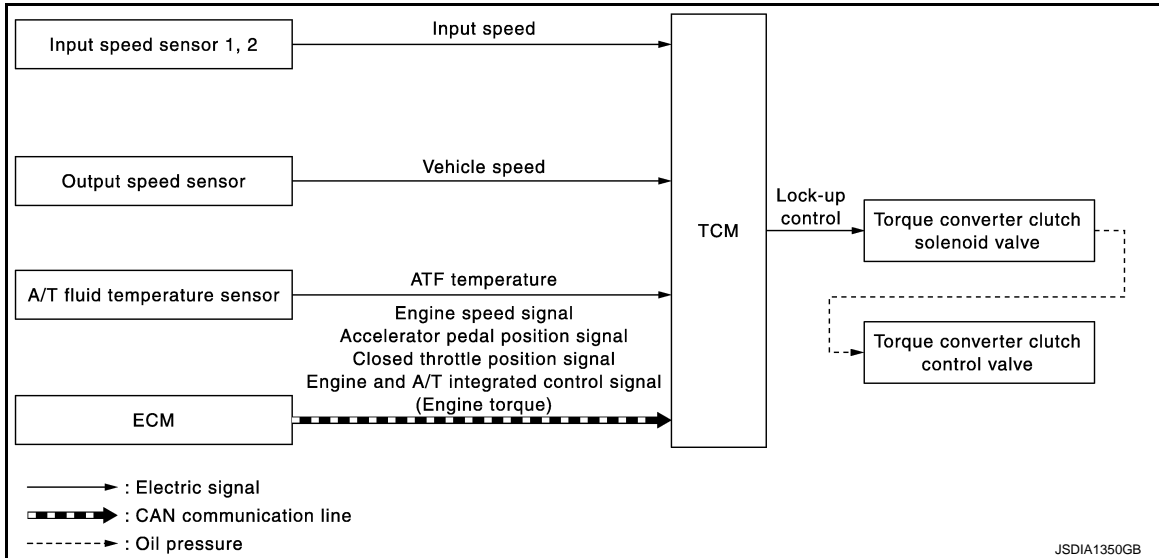 Input speed sensor 1, 2
Input speed
Output speed sensor
Vehicle speed
A/T fluid temperature sensor
ATF temperature
Engine speed signal
Accelerator pedal position signal
Closed throttle position signal
Engine and A/T integrated control signal
(Engine torque)
ECM
TCM
Lock-up
control
Torque converter clutch
solenoid valve
Torque converter clutch
control valve
: Electric signal
: CAN communication line
: Oil pressure
JSDIA1350GB